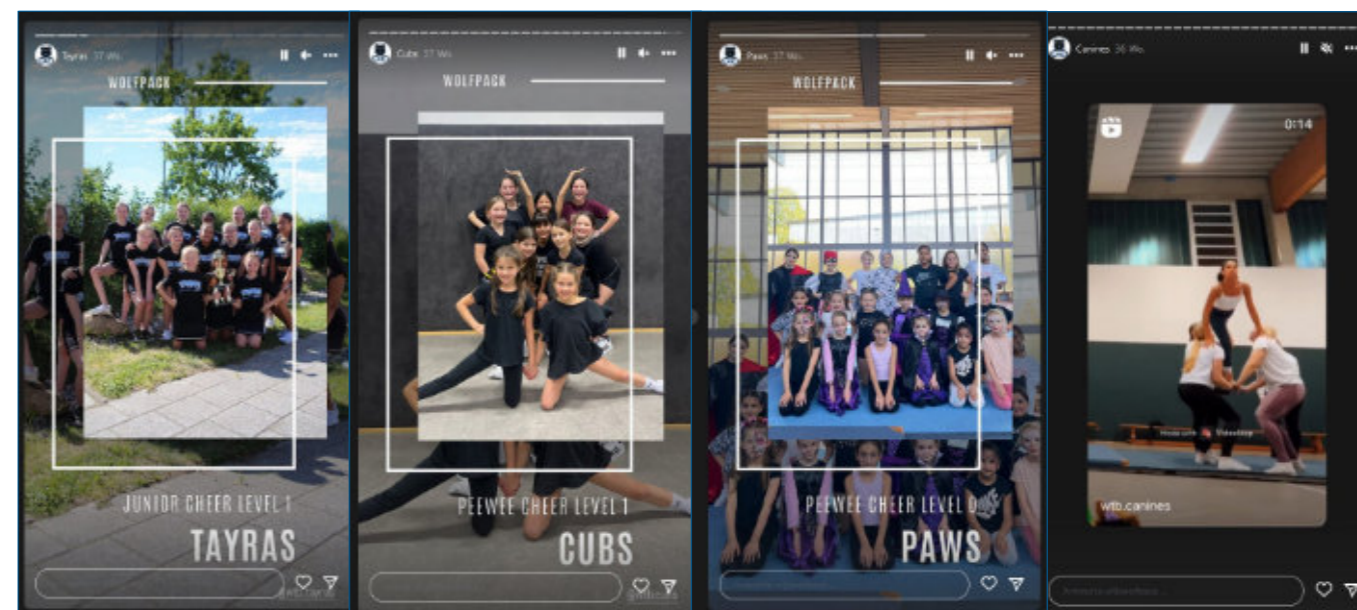 Tayras 37 Wo.
WOLFPACK
JUNIOR CHEER LEVEL 1
TAYRAS
Cubs 37 Wo.
WOLFPACK
PEEWEE CHEER LEVEL 1
CUBS
Paws 37 Wo.
WOLFPACK
PEEWEE CHEER LEVEL 0
PAWS
Canines 36 Wo.
0:14
wtb.canines